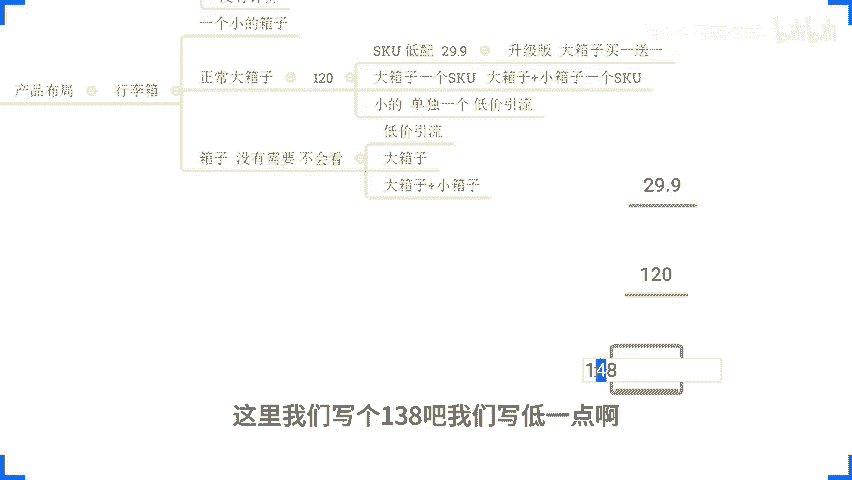 一个小的箱子
SKU 低配 29.9 升级版 大箱子买一送一
正常大箱子 120 大箱子一个SKU 大箱子+小箱子一个SKU
产品布局 行李箱
小的 单独一个 低价引流
低价引流
箱子 没有需要 不会看 大箱子
大箱子+小箱子
29.9
120
148
这里我们写个138吧我们写低一点啊
bilibili